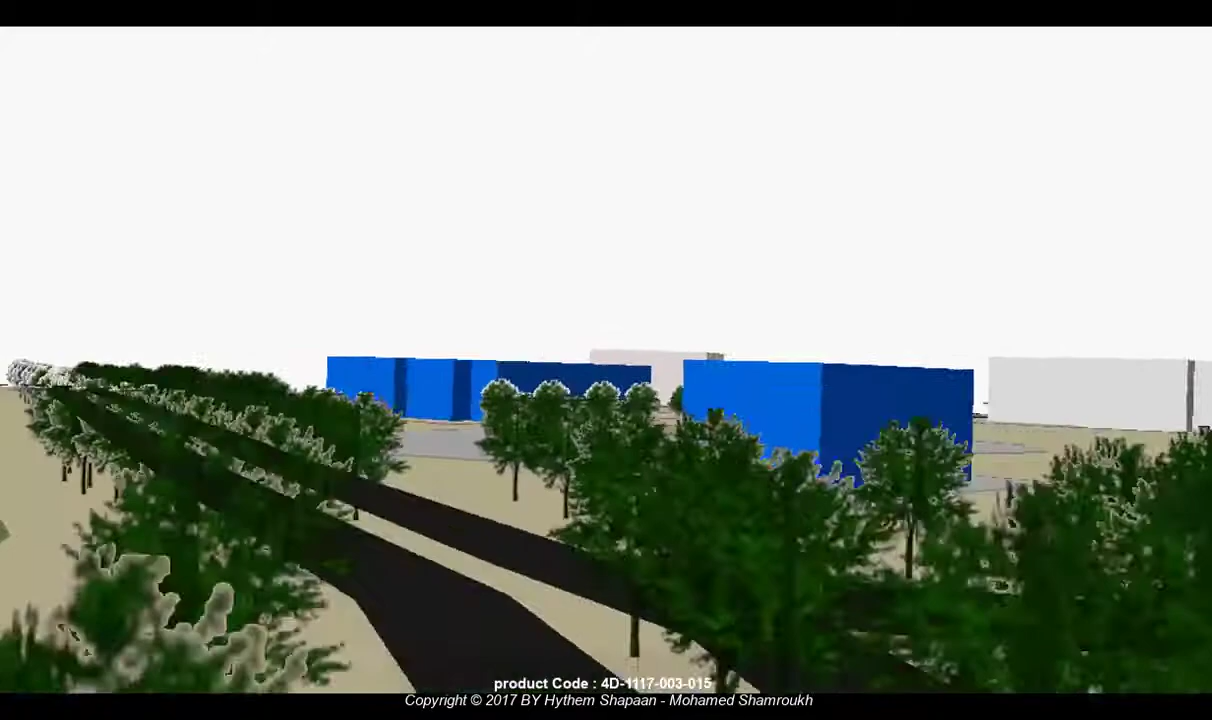 product Code : 4D-1117-003-015
Copyright © 2017 BY Hythem Shapaan - Mohamed Shamroukh